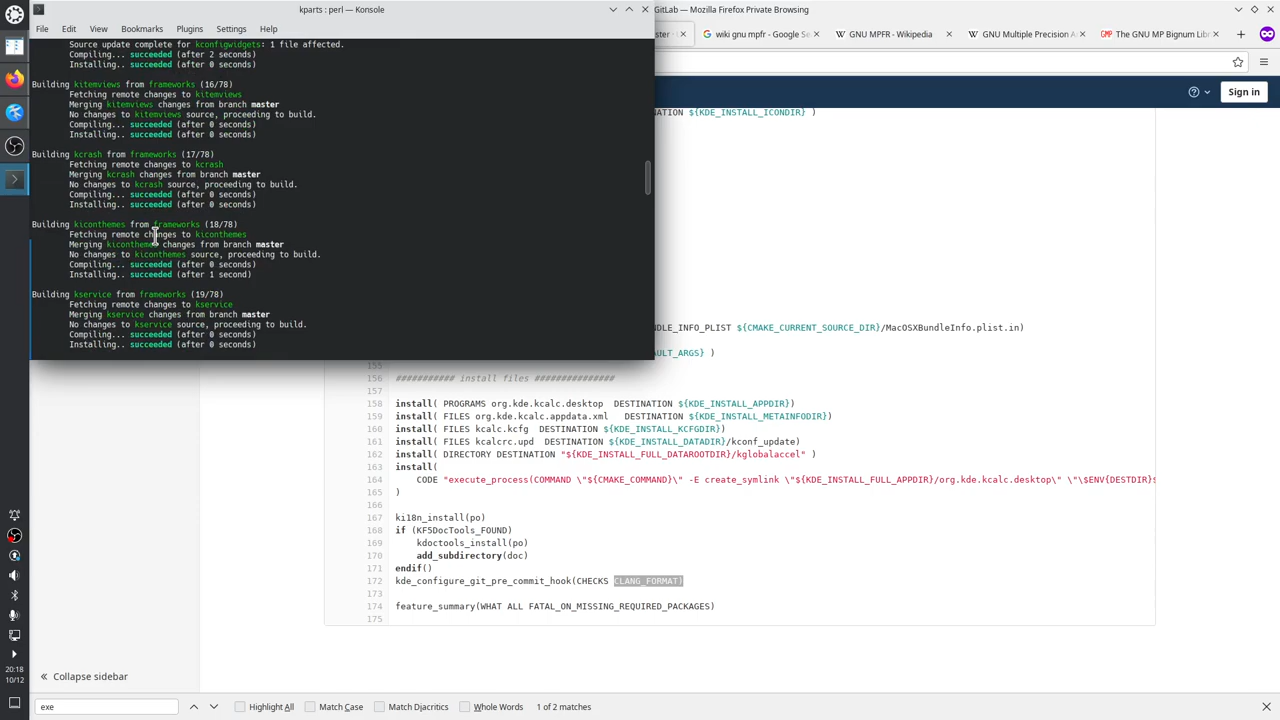 kparts : perl — Konsole
GitLab — Mozilla Firefox Private Browsing
File Edit View Bookmarks Plugins Settings Help
wiki gnu mpfr - Google Se
GNU MPFR - Wikipedia
GNU Multiple Precision A
The GNU MP Bignum Lib
Source update complete for kconfigwidgets: 1 file affected.
Compiling... succeeded (after 2 seconds)
Installing.. succeeded (after 0 seconds)
Building kitemviews from frameworks (16/78)
Fetching remote changes to kitemviews
Merging kitemviews changes from branch master
No changes to kitemviews source, proceeding to build.
Compiling... succeeded (after 0 seconds)
Installing.. succeeded (after 0 seconds)
Building kcrash from frameworks (17/78)
Fetching remote changes to kcrash
Merging kcrash changes from branch master
No changes to kcrash source, proceeding to build.
Compiling... succeeded (after 0 seconds)
Installing.. succeeded (after 0 seconds)
Building kiconthemes from frameworks (18/78)
Fetching remote changes to kiconthemes
Merging kiconthemes changes from branch master
No changes to kiconthemes source, proceeding to build.
Compiling... succeeded (after 0 seconds)
Installing.. succeeded (after 1 second)
Building kservice from frameworks (19/78)
Fetching remote changes to kservice
Merging kservice changes from branch master
No changes to kservice source, proceeding to build.
Compiling... succeeded (after 0 seconds)
Installing.. succeeded (after 0 seconds)
Sign in
${KDE_INSTALL_ICONDIR} )
${CMAKE_CURRENT_SOURCE_DIR}/MacOSXBundleInfo.plist.in)
155
156 ########### install files ###############
157
158 install( PROGRAMS org.kde.kcalc.desktop DESTINATION ${KDE_INSTALL_APPDIR})
159 install( FILES org.kde.kcalc.appdata.xml DESTINATION ${KDE_INSTALL_METAINFODIR})
160 install( FILES kcalc.kcfg DESTINATION ${KDE_INSTALL_KCFGDIR})
161 install( FILES kcalcrc.upd DESTINATION ${KDE_INSTALL_DATADIR}/kconf_update)
162 install( DIRECTORY DESTINATION "${KDE_INSTALL_FULL_DATAROOTDIR}/kglobalaccel" )
163 install(
164 CODE "execute_process(COMMAND \"${CMAKE_COMMAND}\" -E create_symlink \"${KDE_INSTALL_FULL_APPDIR}/org.kde.kcalc.desktop\" \"\$ENV{DESTDIR}
165 )
166
167 ki18n_install(po)
168 if (KF5DocTools_FOUND)
169 kdoctools_install(po)
170 add_subdirectory(doc)
171 endif()
172 kde_configure_git_pre_commit_hook(CHECKS CLANG_FORMAT)
173
174 feature_summary(WHAT ALL FATAL_ON_MISSING_REQUIRED_PACKAGES)
175
20:18
10/12
Collapse sidebar
exe
Highlight All
Match Case
Match Diacritics
Whole Words
1 of 2 matches